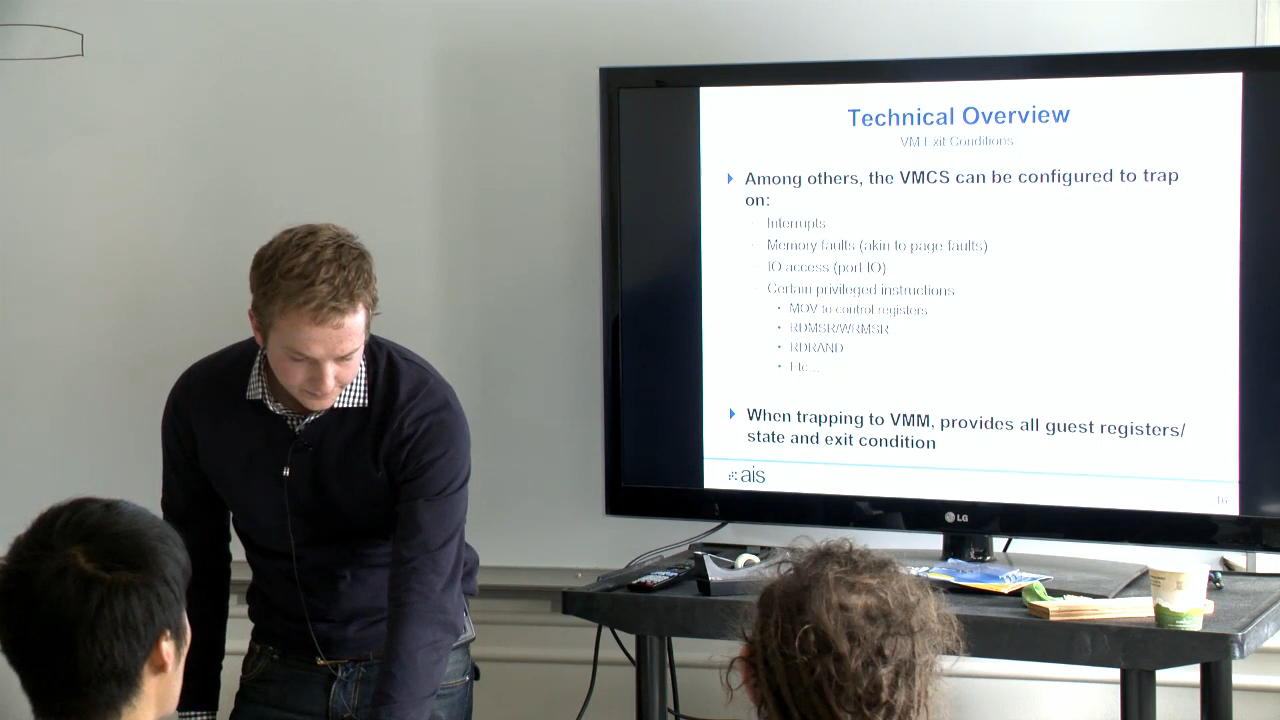 Technical Overview
VM Exit Conditions
Among others, the VMCS can be configured to trap
on:
Interrupts
Memory faults (akin to page faults)
IO access (port IO)
Certain privileged instructions
MOV to control registers
RDMSR/WRMSR
RDRAND
Etc...
When trapping to VMM, provides all guest registers/
state and exit condition
ais
16
LG